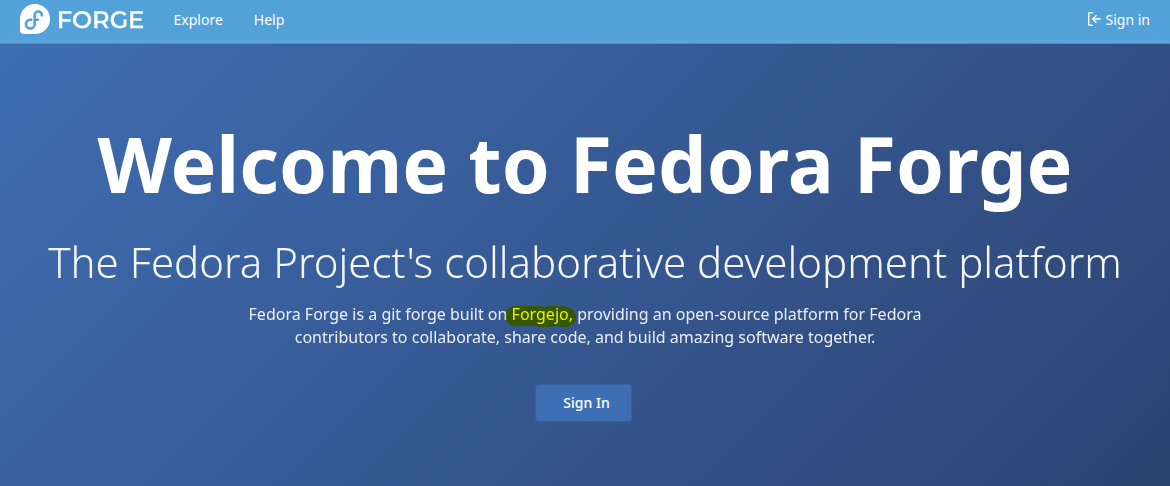 FORGE Explore Help Sign in
Welcome to Fedora Forge
The Fedora Project's collaborative development platform
Fedora Forge is a git forge built on Forgejo, providing an open-source platform for Fedora
contributors to collaborate, share code, and build amazing software together.
Sign In